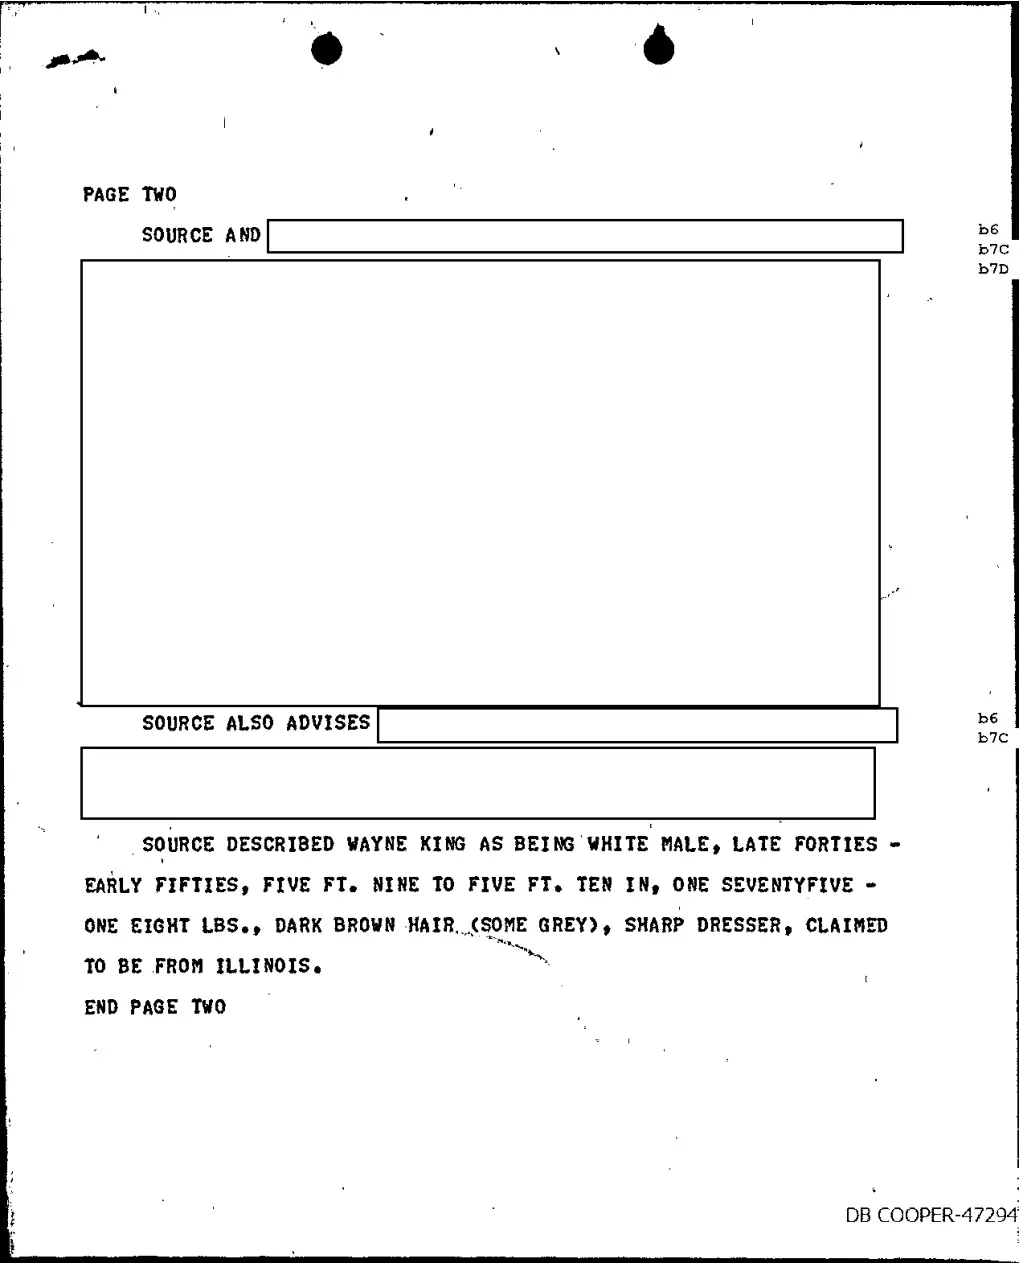 PAGE TWO
SOURCE AND
b6
b7C
b7D
SOURCE ALSO ADVISES
b6
b7C
SOURCE DESCRIBED WAYNE KING AS BEING WHITE MALE, LATE FORTIES -
EARLY FIFTIES, FIVE FT. NINE TO FIVE FT. TEN IN, ONE SEVENTYFIVE -
ONE EIGHT LBS., DARK BROWN HAIR (SOME GREY), SHARP DRESSER, CLAIMED
TO BE FROM ILLINOIS.
END PAGE TWO
DB COOPER-47294